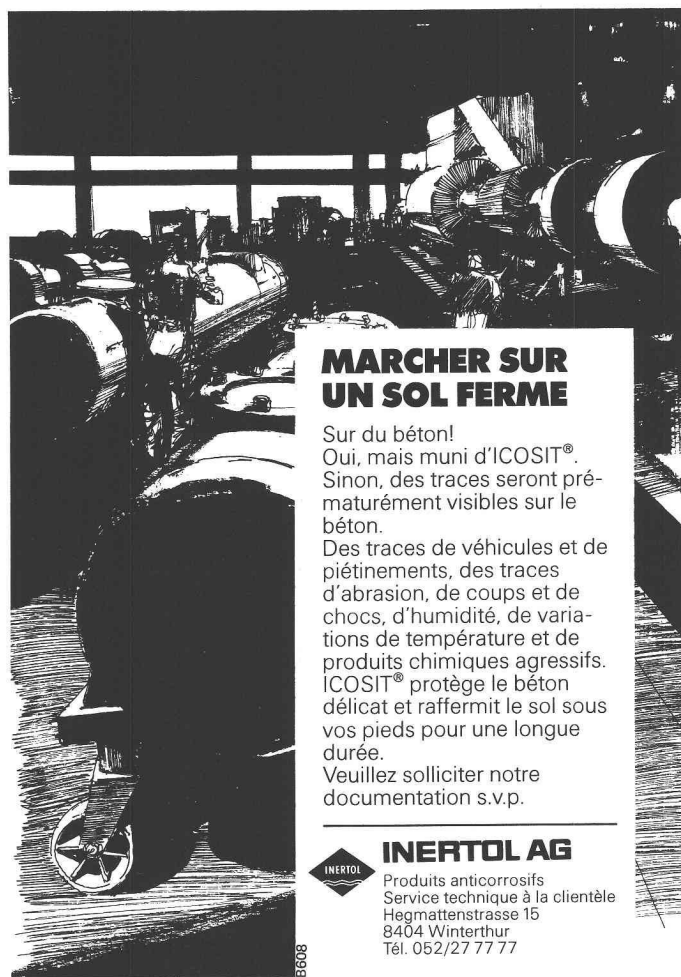 MARCHER SUR
UN SOL FERME
Sur du béton!
Oui, mais muni d'ICOSIT®.
Sinon, des traces seront pré-
maturément visibles sur le
béton.
Des traces de véhicules et de
piétinements, des traces
d'abrasion, de coups et de
chocs, d'humidité, de varia-
tions de température et de
produits chimiques agressifs.
ICOSIT® protège le béton
délicat et raffermit le sol sous
vos pieds pour une longue
durée.
Veuillez solliciter notre
documentation s.v.p.
INERTOL
INERTOL AG
Produits anticorrosifs
Service technique à la clientèle
Hegmattenstrasse 15
8404 Winterthur
Tél. 052/27 77 77
B608